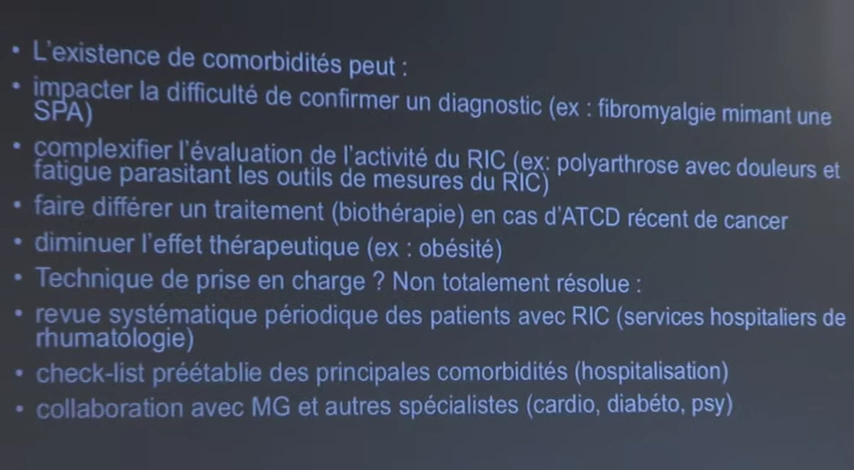 • L'existence de comorbidités peut :
• impacter la difficulté de confirmer un diagnostic (ex : fibromyalgie mimant une
SPA)
• complexifier l'évaluation de l'activité du RIC (ex: polyarthrose avec douleurs et
fatigue parasitant les outils de mesures du RIC)
• faire différer un traitement (biothérapie) en cas d'ATCD récent de cancer
• diminuer l'effet thérapeutique (ex : obésité)
• Technique de prise en charge ? Non totalement résolue :
• revue systématique périodique des patients avec RIC (services hospitaliers de
rhumatologie)
• check-list préétablie des principales comorbidités (hospitalisation)
• collaboration avec MG et autres spécialistes (cardio, diabéto, psy)